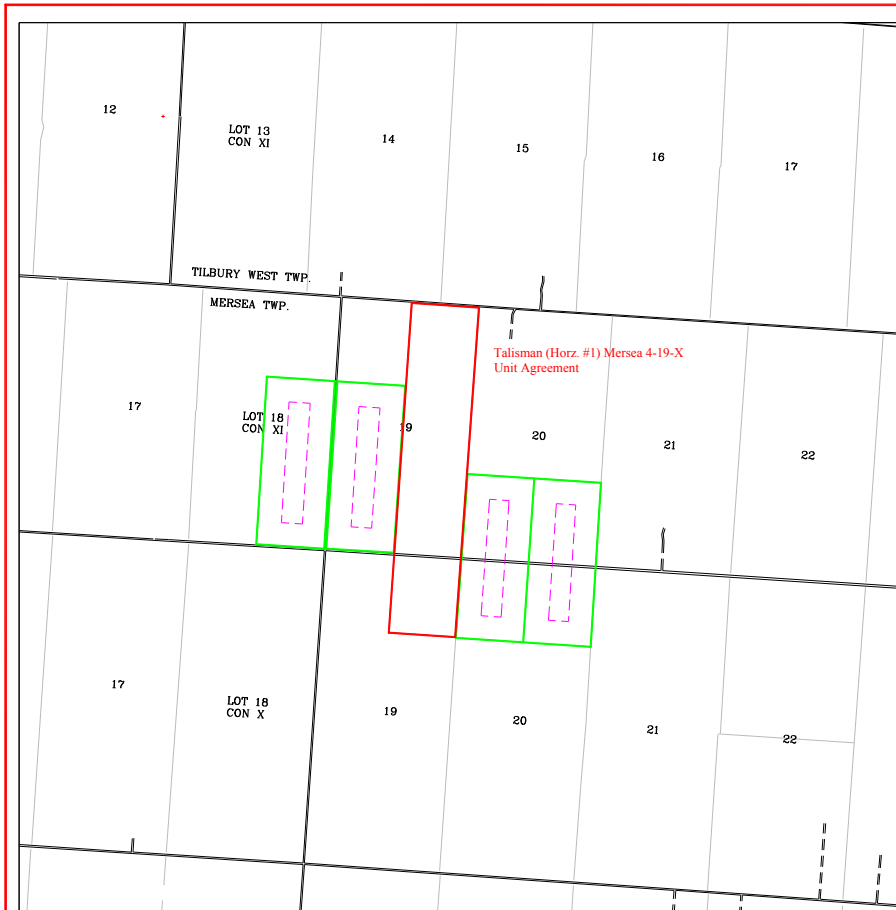 12
LOT 13
CON XI
14
15
16
17
TILBURY WEST TWP.
MERSEA TWP.
Talisman (Horz. #1) Mersea 4-19-X
Unit Agreement
17
LOT 18
CON XI
19
20
21
22
17
LOT 18
CON X
19
20
21
22